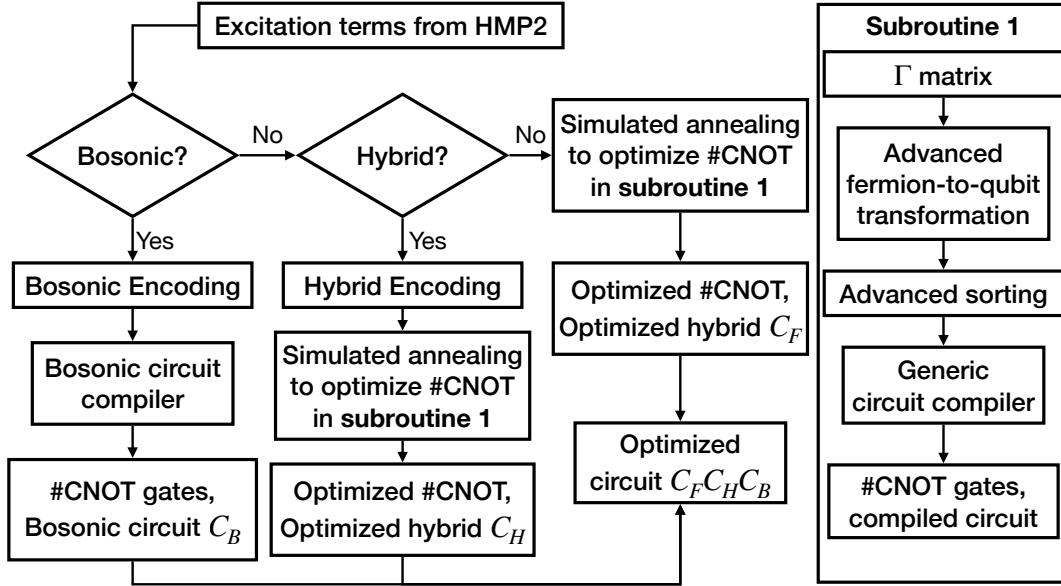 Excitation terms from HMP2
Bosonic?
No
Hybrid?
No
Simulated annealing
to optimize #CNOT
in subroutine 1
Yes
Yes
Bosonic Encoding
Hybrid Encoding
Optimized #CNOT,
Optimized hybrid C_F
Bosonic circuit
compiler
Simulated annealing
to optimize #CNOT
in subroutine 1
#CNOT gates,
Bosonic circuit C_B
Optimized #CNOT,
Optimized hybrid C_H
Optimized
circuit C_F C_H C_B
Subroutine 1
Γ matrix
Advanced
fermion-to-qubit
transformation
Advanced sorting
Generic
circuit compiler
#CNOT gates,
compiled circuit